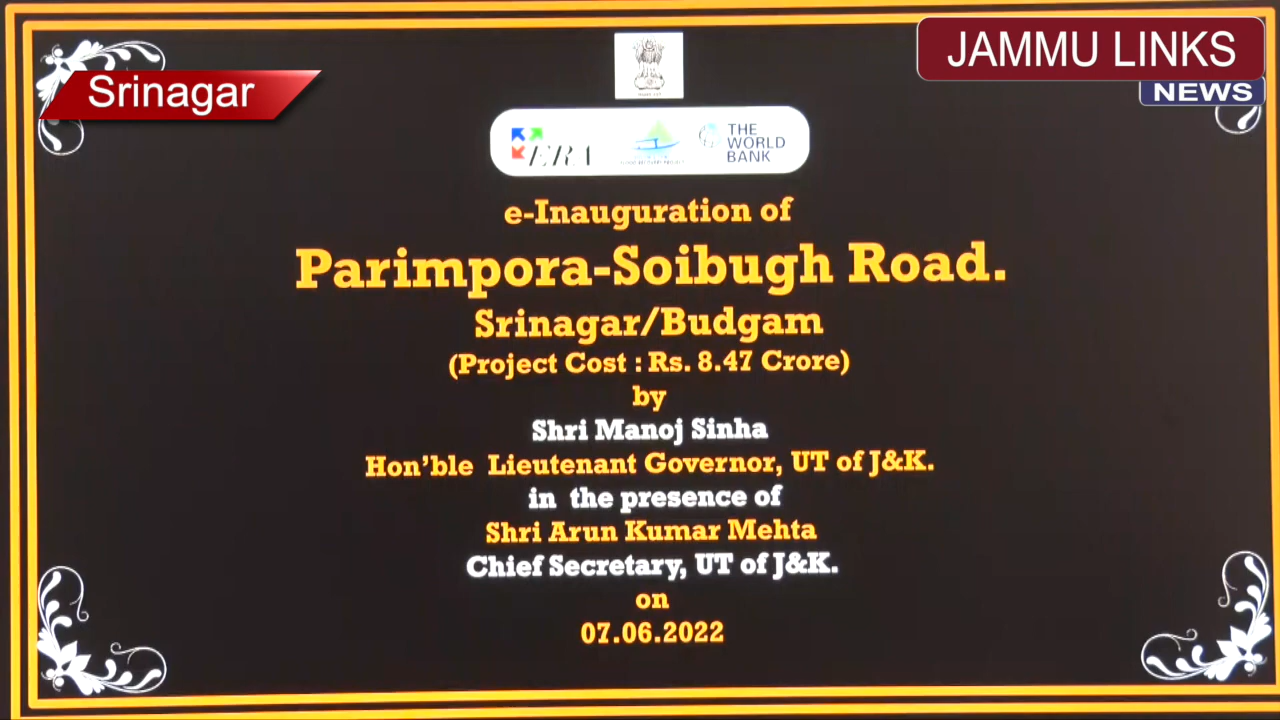 JAMMU LINKS
NEWS
Srinagar
ERA
THE
WORLD
BANK
e-Inauguration of
Parimpora-Soibugh Road.
Srinagar/Budgam
(Project Cost : Rs. 8.47 Crore)
by
Shri Manoj Sinha
Hon'ble Lieutenant Governor, UT of J&K.
in the presence of
Shri Arun Kumar Mehta
Chief Secretary, UT of J&K.
on
07.06.2022